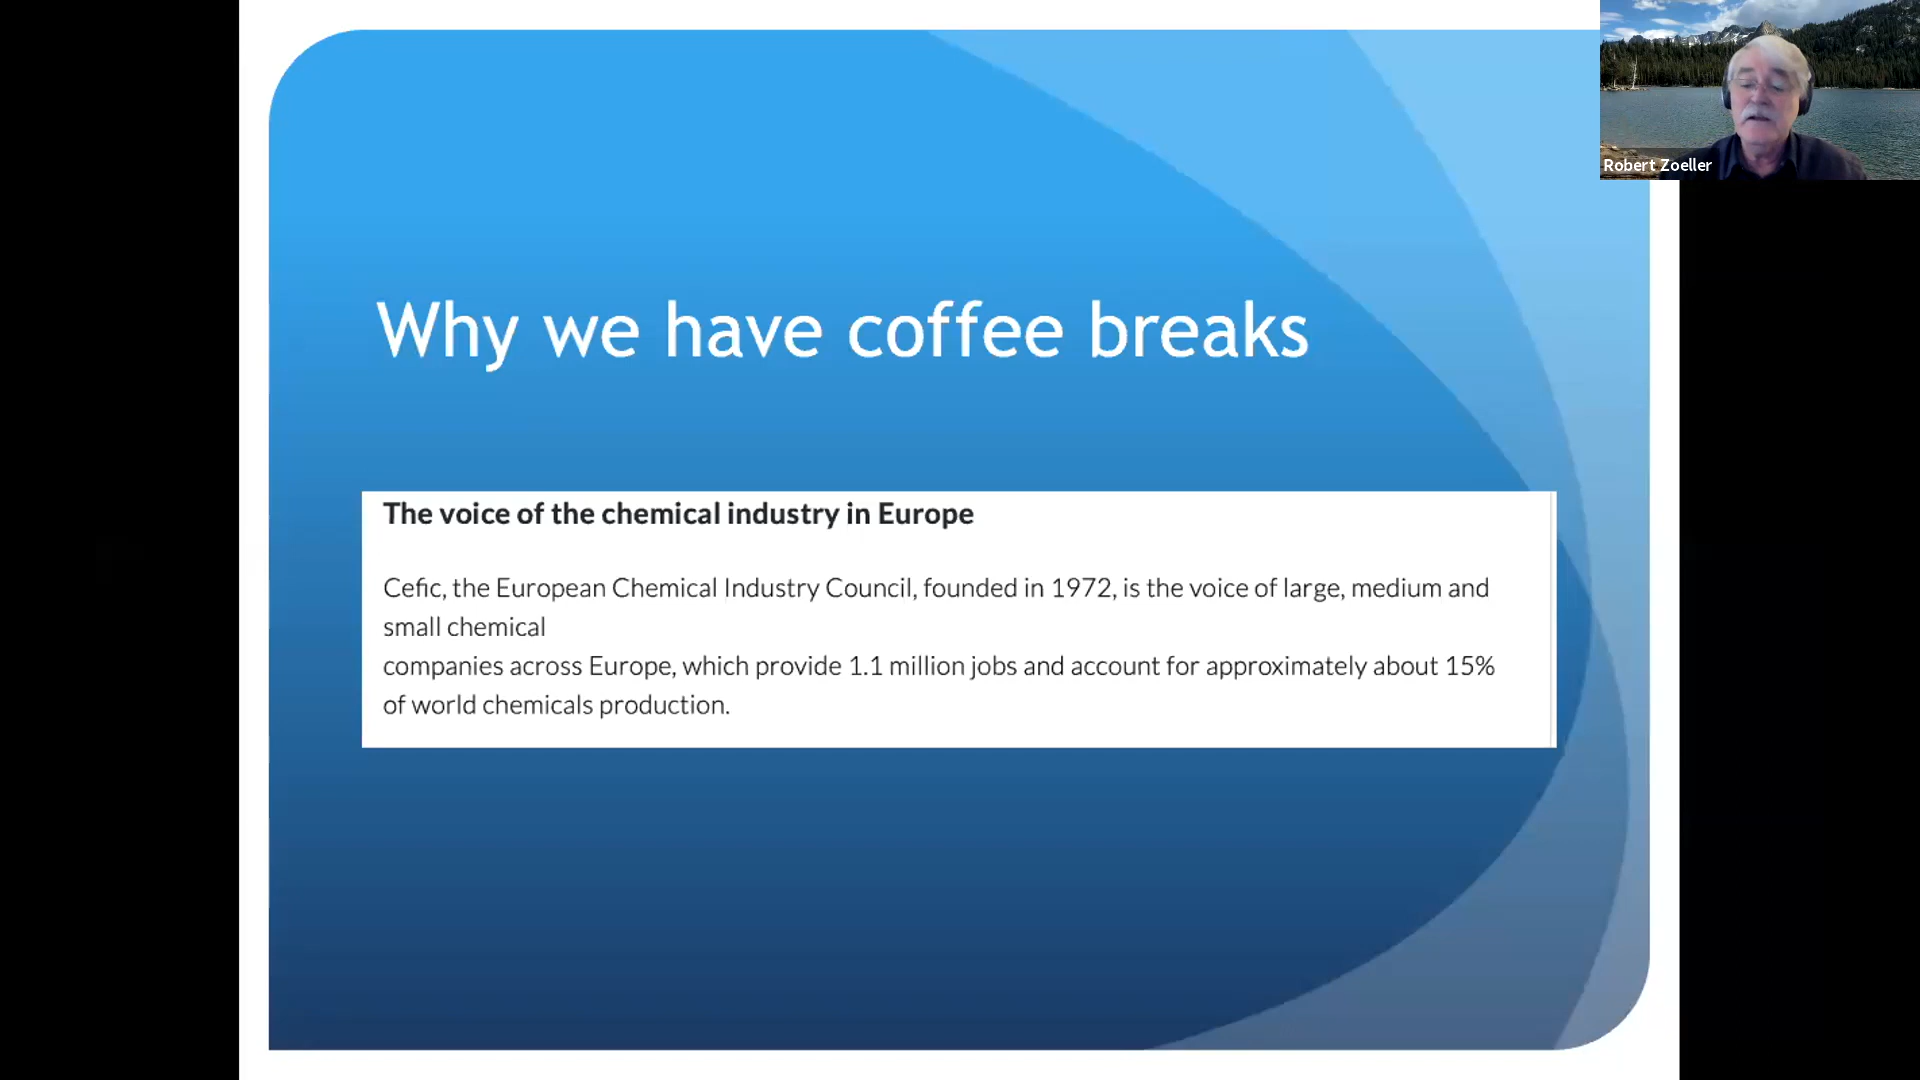 Robert Zoeller
Why we have coffee breaks
The voice of the chemical industry in Europe
Cefic, the European Chemical Industry Council, founded in 1972, is the voice of large, medium and
small chemical
companies across Europe, which provide 1.1 million jobs and account for approximately about 15%
of world chemicals production.